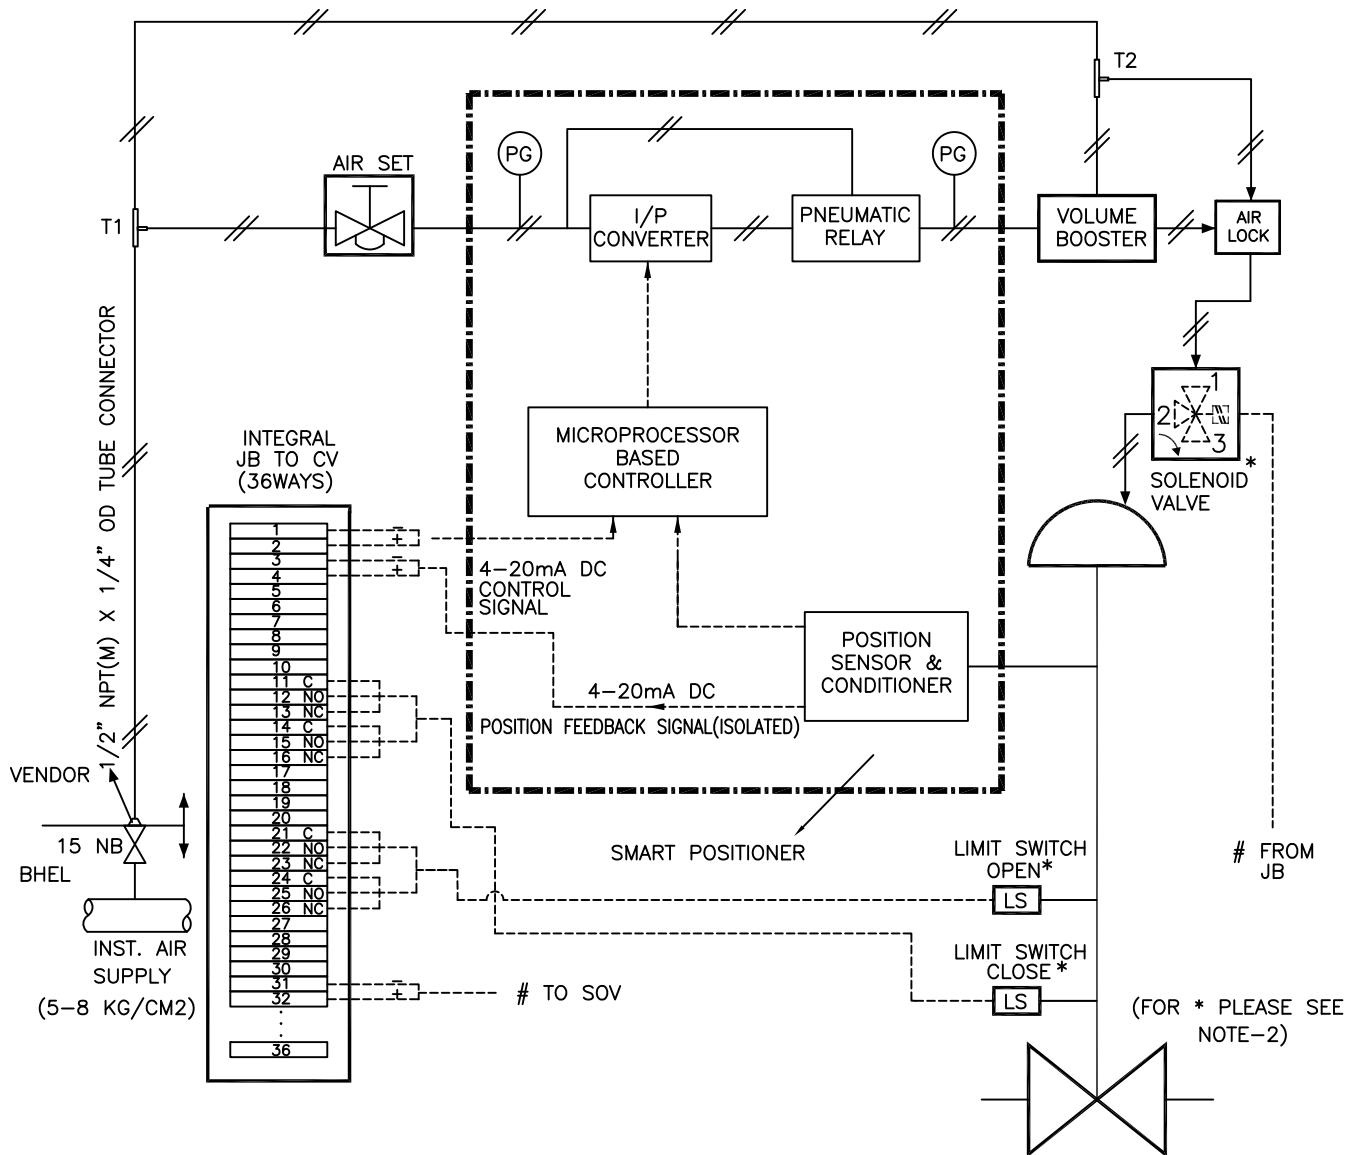 T2
AIR SET
PG
PG
T1
I/P
CONVERTER
PNEUMATIC
RELAY
VOLUME
BOOSTER
AIR
LOCK
1/2" NPT(M) X 1/4" OD TUBE CONNECTOR
1
2
3
SOLENOID*
VALVE
MICROPROCESSOR
BASED
CONTROLLER
INTEGRAL
JB TO CV
(36WAYS)
1 −
2 +
3 −
4 +
5
6
7
8
9
10
11 C
12 NO
13 NC
14 C
15 NO
16 NC
17
18
19
20
21 C
22 NO
23 NC
24 C
25 NO
26 NC
27
28
29
30
31 −
32 +
36
4−20mA DC
CONTROL
SIGNAL
POSITION
SENSOR &
CONDITIONER
4−20mA DC
POSITION FEEDBACK SIGNAL(ISOLATED)
VENDOR
15 NB
BHEL
INST. AIR
SUPPLY
(5−8 KG/CM2)
SMART POSITIONER
LIMIT SWITCH
OPEN*
LS
# FROM
JB
LIMIT SWITCH
CLOSE*
LS
# TO SOV
(FOR * PLEASE SEE
NOTE−2)